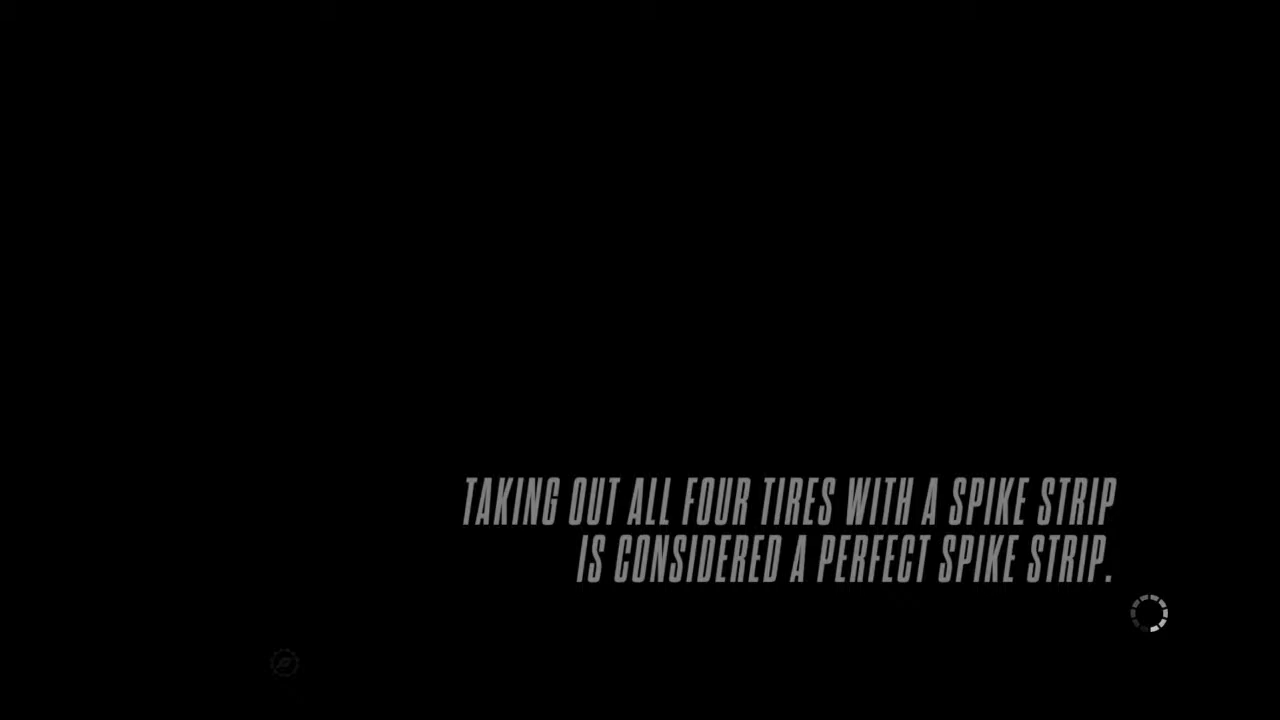 TAKING OUT ALL FOUR TIRES WITH A SPIKE STRIP
IS CONSIDERED A PERFECT SPIKE STRIP.